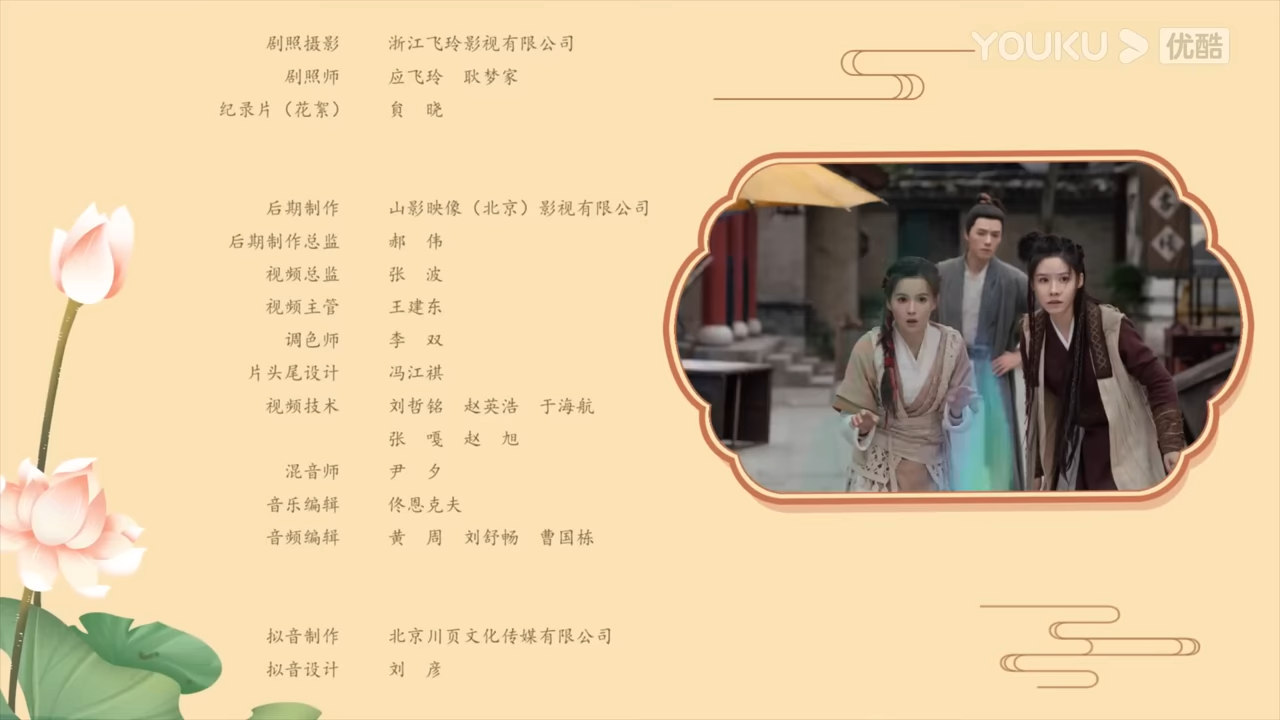 YOUKU 优酷
剧照摄影 浙江飞玲影视有限公司
剧照师 应飞玲 耿梦家
纪录片（花絮） 贠 晓
后期制作 山影映像（北京）影视有限公司
后期制作总监 郝 伟
视频总监 张 波
视频主管 王建东
调色师 李 双
片头尾设计 冯江祺
视频技术 刘哲铭 赵英浩 于海航
张 嘎 赵 旭
混音师 尹 夕
音乐编辑 佟恩克夫
音频编辑 黄 周 刘舒畅 曹国栋
拟音制作 北京川页文化传媒有限公司
拟音设计 刘 彦